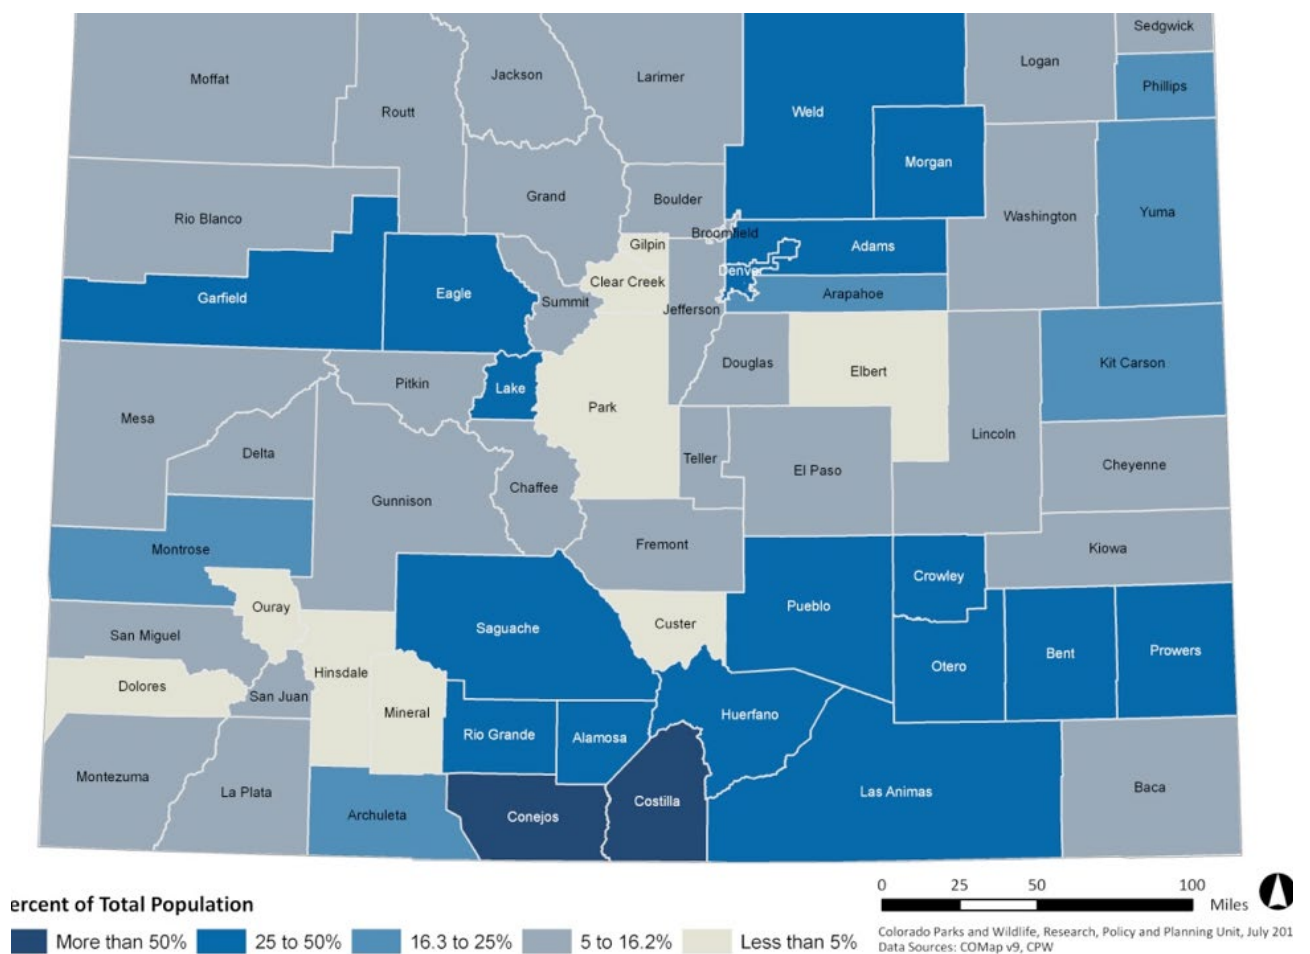 Sedgwick
Moffat
Jackson
Larimer
Logan
Phillips
Routt
Weld
Morgan
Grand
Boulder
Rio Blanco
Washington
Yuma
Broomfield
Gilpin
Adams
Denver
Clear Creek
Garfield
Eagle
Summit
Arapahoe
Jefferson
Douglas
Kit Carson
Elbert
Pitkin
Lake
Park
Mesa
Lincoln
Delta
Teller
El Paso
Cheyenne
Gunnison
Chaffee
Montrose
Fremont
Kiowa
Crowley
Ouray
Pueblo
Saguache
Custer
San Miguel
Bent
Prowers
Otero
Hinsdale
Dolores
San Juan
Mineral
Huerfano
Rio Grande
Alamosa
Montezuma
La Plata
Costilla
Las Animas
Baca
Archuleta
Conejos
0 25 50 100
Miles
ercent of Total Population
More than 50% 25 to 50% 16.3 to 25% 5 to 16.2% Less than 5%
Colorado Parks and Wildlife, Research, Policy and Planning Unit, July 201
Data Sources: COMap v9, CPW